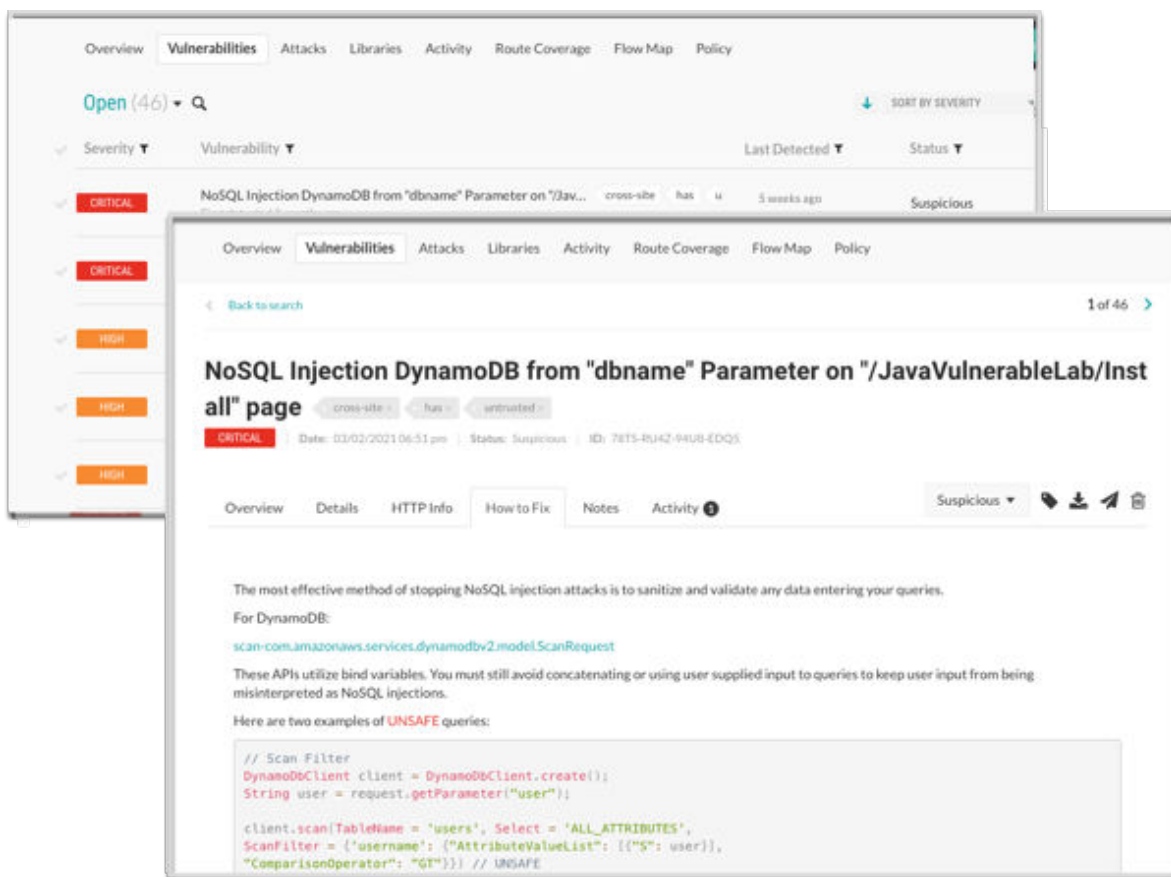 Overview Vulnerabilities Attacks Libraries Activity Route Coverage Flow Map Policy
Open (46)
SORT BY SEVERITY
Severity Vulnerability Last Detected Status
CRITICAL NoSQL Injection DynamoDB from "dbname" Parameter on "/Jav... cross-site has u 5 weeks ago Suspicious
CRITICAL
HIGH
HIGH
HIGH
Overview Vulnerabilities Attacks Libraries Activity Route Coverage Flow Map Policy
Back to search 1 of 46
NoSQL Injection DynamoDB from "dbname" Parameter on "/JavaVulnerableLab/Inst
all" page cross-site has untrusted
CRITICAL Date: 03/02/2021 06:51 pm Status: Suspicious ID:
Overview Details HTTP Info How to Fix Notes Activity 1 Suspicious
The most effective method of stopping NoSQL injection attacks is to sanitize and validate any data entering your queries.
For DynamoDB:
scan-com.amazonaws.services.dynamodbv2.model.ScanRequest
These APIs utilize bind variables. You must still avoid concatenating or using user supplied input to queries to keep user input from being
misinterpreted as NoSQL injections.
Here are two examples of UNSAFE queries:
// Scan Filter
DynamoDbClient client = DynamoDbClient.create();
String user = request.getParameter("user");
client.scan(TableName = 'users', Select = 'ALL_ATTRIBUTES',
ScanFilter = {'username': {"AttributeValueList": [{"S": user}],
"ComparisonOperator": "GT"}}) // UNSAFE